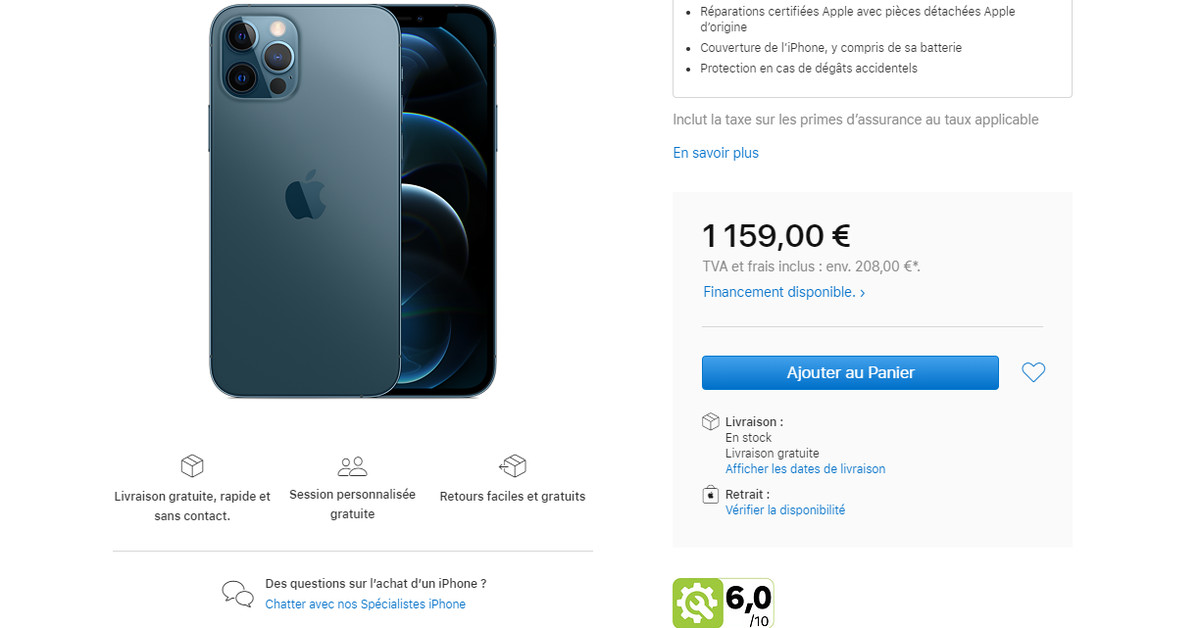 Réparations certifiées Apple avec pièces détachées Apple
d’origine
Couverture de l’iPhone, y compris de sa batterie
Protection en cas de dégâts accidentels
Inclut la taxe sur les primes d’assurance au taux applicable
En savoir plus
1 159,00 €
TVA et frais inclus : env. 208,00 €*.
Financement disponible. ›
Ajouter au Panier
Livraison :
En stock
Livraison gratuite
Afficher les dates de livraison
Retrait :
Vérifier la disponibilité
6,0
/10
Livraison gratuite, rapide et
sans contact.
Session personnalisée
gratuite
Retours faciles et gratuits
Des questions sur l’achat d’un iPhone ?
Chatter avec nos Spécialistes iPhone